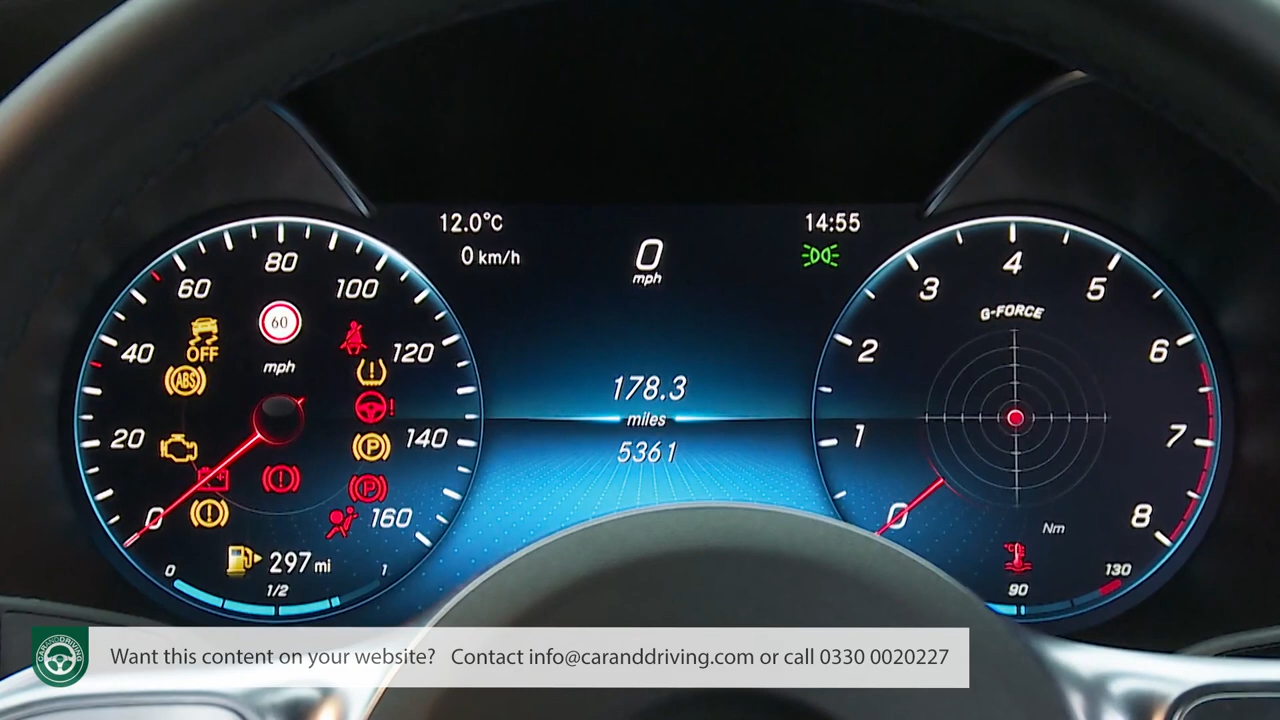 12.0°C
14:55
0 km/h
0
mph
80
60
100
60
40
OFF
120
mph
ABS
!
!
20
P
140
!
P
0
!
160
297 mi
0
1/2
1
178.3
miles
5361
4
3
5
G-FORCE
2
6
1
7
0
8
Nm
90
130
CARANDDRIVING
Want this content on your website? Contact info@caranddriving.com or call 0330 0020227